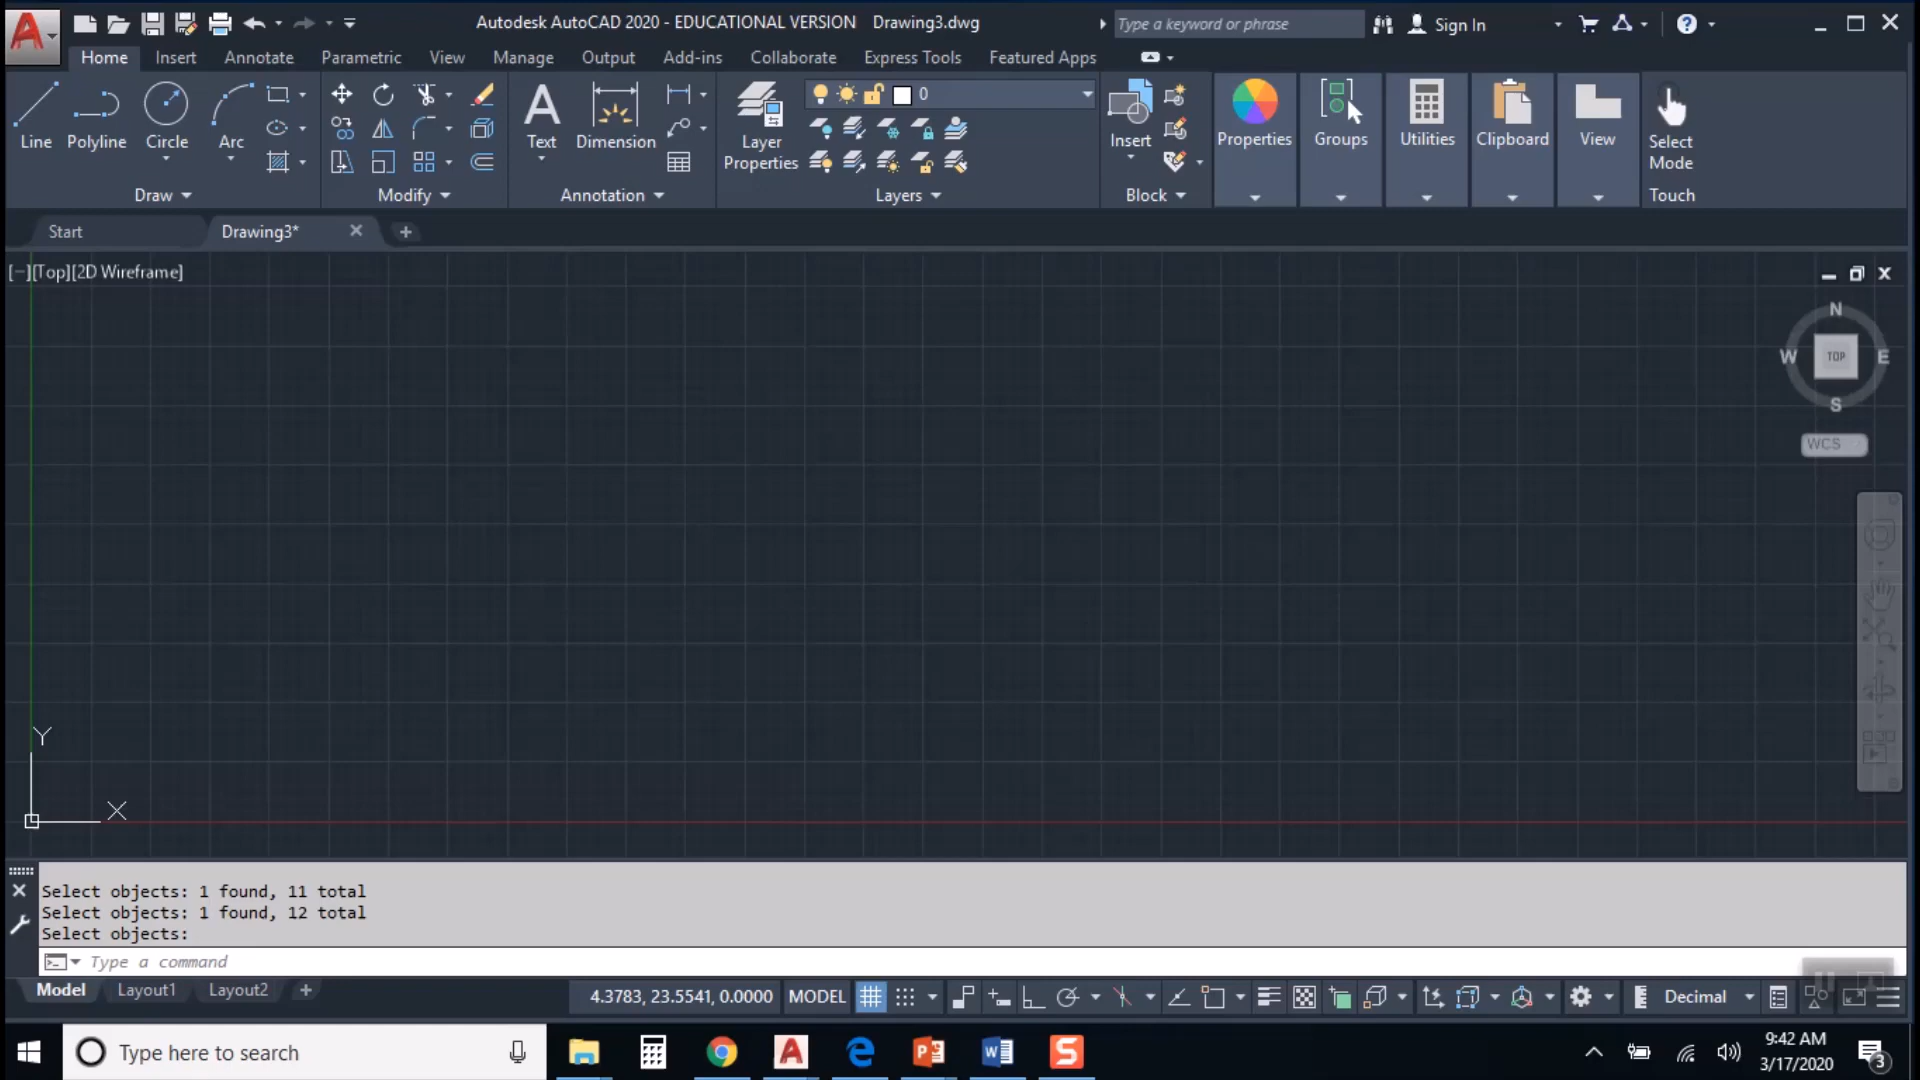 Autodesk AutoCAD 2020 - EDUCATIONAL VERSION Drawing3.dwg
Type a keyword or phrase
Sign In
Home Insert Annotate Parametric View Manage Output Add-ins Collaborate Express Tools Featured Apps
Line Polyline Circle Arc
Text Dimension
Layer Properties
0
Insert
Properties Groups Utilities Clipboard View
Select Mode
Draw Modify Annotation Layers Block Touch
Start Drawing3* +
[−][Top][2D Wireframe]
N
W TOP E
S
WCS
Y
X
Select objects: 1 found, 11 total
Select objects: 1 found, 12 total
Select objects:
Type a command
Model Layout1 Layout2 +
4.3783, 23.5541, 0.0000 MODEL Decimal
Type here to search
9:42 AM
3/17/2020
3